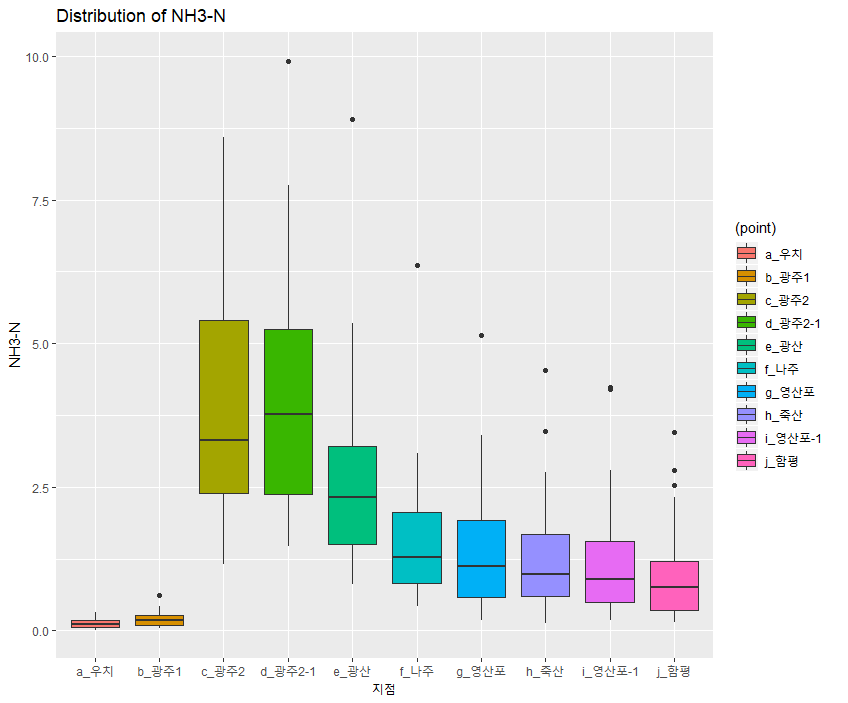 Distribution of NH3-N
10.0
7.5
5.0
2.5
0.0
NH3-N
a_우치 b_광주1 c_광주2 d_광주2-1 e_광산 f_나주 g_영산포 h_죽산 i_영산포-1 j_함평
지점
(point)
a_우치
b_광주1
c_광주2
d_광주2-1
e_광산
f_나주
g_영산포
h_죽산
i_영산포-1
j_함평